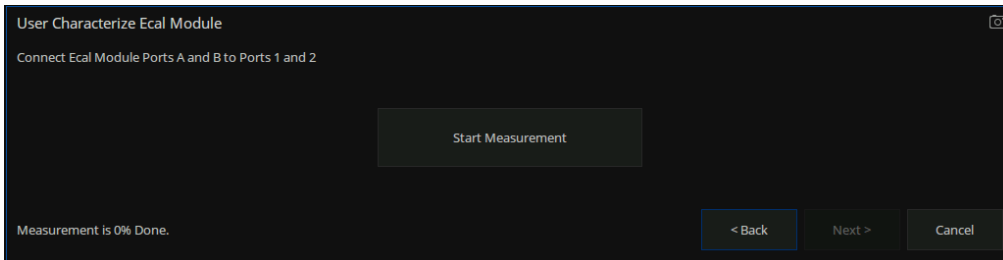 User Characterize Ecal Module
Connect Ecal Module Ports A and B to Ports 1 and 2
Start Measurement
Measurement is 0% Done.
< Back
Next >
Cancel